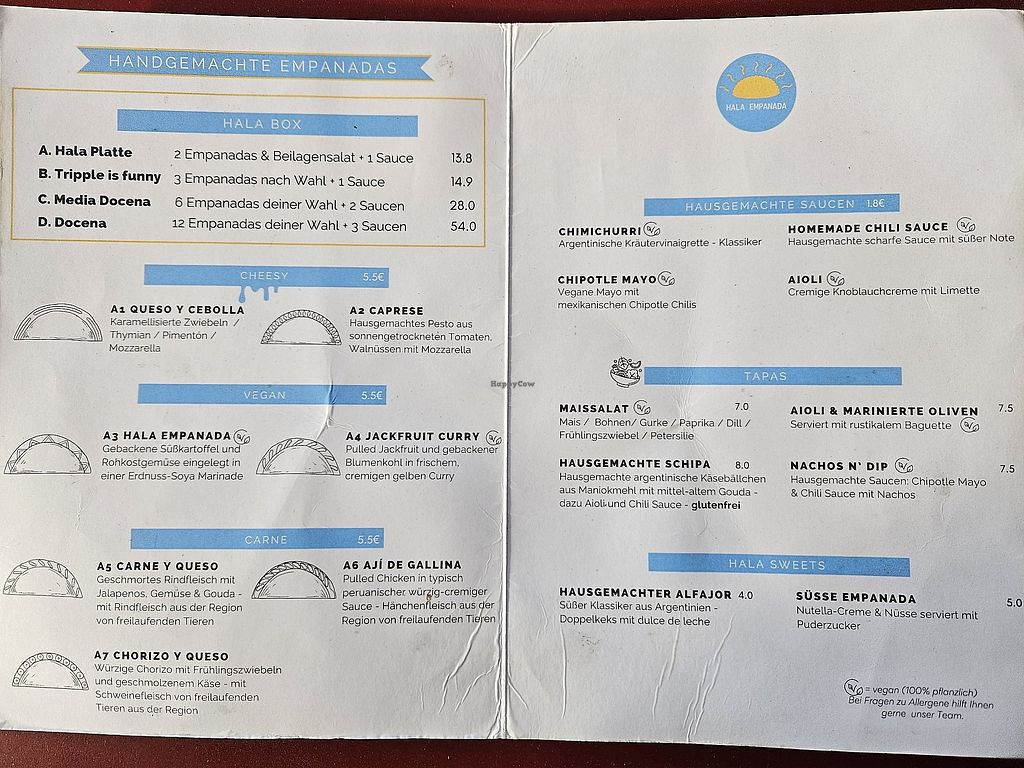 HANDGEMACHTE EMPANADAS
HALA BOX
A. Hala Platte 2 Empanadas & Beilagensalat + 1 Sauce 13.8
B. Tripple is funny 3 Empanadas nach Wahl + 1 Sauce 14.9
C. Media Docena 6 Empanadas deiner Wahl + 2 Saucen 28.0
D. Docena 12 Empanadas deiner Wahl + 3 Saucen 54.0
CHEESY 5.5€
A1 QUESO Y CEBOLLA
Karamellisierte Zwiebeln /
Thymian / Pimentón /
Mozzarella
A2 CAPRESE
Hausgemachtes Pesto aus
sonnengetrockneten Tomaten,
Walnüssen mit Mozzarella
VEGAN 5.5€
A3 HALA EMPANADA
Gebackene Süßkartoffel und
Rohkostgemüse eingelegt in
einer Erdnuss-Soya Marinade
A4 JACKFRUIT CURRY
Pulled Jackfruit und gebackener
Blumenkohl in frischem,
cremigen gelben Curry
CARNE 5.5€
A5 CARNE Y QUESO
Geschmortes Rindfleisch mit
Jalapenos, Gemüse & Gouda -
mit Rindfleisch aus der Region
von freilaufenden Tieren
A6 AJÍ DE GALLINA
Pulled Chicken in typisch
peruanischer würzig-cremiger
Sauce - Hänchenfleisch aus der
Region von freilaufenden Tieren
A7 CHORIZO Y QUESO
Würzige Chorizo mit Frühlingszwiebeln
und geschmolzenem Käse - mit
Schweinefleisch von freilaufenden
Tieren aus der Region
HappyCow
HALA EMPANADA
HAUSGEMACHTE SAUCEN 1.8€
CHIMICHURRI
Argentinische Kräutervinaigrette - Klassiker
HOMEMADE CHILI SAUCE
Hausgemachte scharfe Sauce mit süßer Note
CHIPOTLE MAYO
Vegane Mayo mit
mexikanischen Chipotle Chilis
AIOLI
Cremige Knoblauchcreme mit Limette
TAPAS
MAISSALAT 7.0
Mais / Bohnen/ Gurke / Paprika / Dill /
Frühlingszwiebel / Petersilie
AIOLI & MARINIERTE OLIVEN 7.5
Serviert mit rustikalem Baguette
HAUSGEMACHTE SCHIPA 8.0
Hausgemachte argentinische Käsebällchen
aus Maniokmehl mit mittel-altem Gouda -
dazu Aioli und Chili Sauce - glutenfrei
NACHOS N' DIP 7.5
Hausgemachte Saucen: Chipotle Mayo
& Chili Sauce mit Nachos
HALA SWEETS
HAUSGEMACHTER ALFAJOR 4.0
Süßer Klassiker aus Argentinien -
Doppelkeks mit dulce de leche
SÜSSE EMPANADA 5.0
Nutella-Creme & Nüsse serviert mit
Puderzucker
= vegan (100% pflanzlich)
Bei Fragen zu Allergene hilft Ihnen
gerne unser Team.